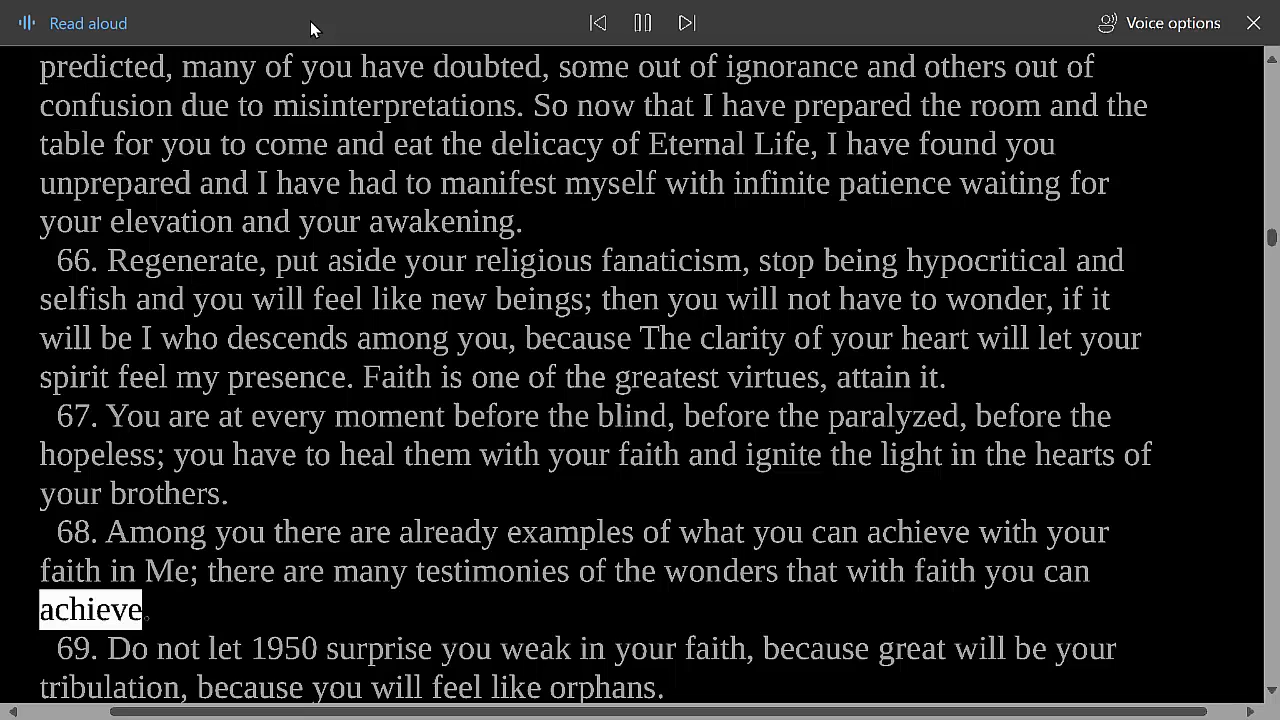 Read aloud
Voice options
predicted, many of you have doubted, some out of ignorance and others out of
confusion due to misinterpretations. So now that I have prepared the room and the
table for you to come and eat the delicacy of Eternal Life, I have found you
unprepared and I have had to manifest myself with infinite patience waiting for
your elevation and your awakening.
66. Regenerate, put aside your religious fanaticism, stop being hypocritical and
selfish and you will feel like new beings; then you will not have to wonder, if it
will be I who descends among you, because The clarity of your heart will let your
spirit feel my presence. Faith is one of the greatest virtues, attain it.
67. You are at every moment before the blind, before the paralyzed, before the
hopeless; you have to heal them with your faith and ignite the light in the hearts of
your brothers.
68. Among you there are already examples of what you can achieve with your
faith in Me; there are many testimonies of the wonders that with faith you can
achieve.
69. Do not let 1950 surprise you weak in your faith, because great will be your
tribulation, because you will feel like orphans.